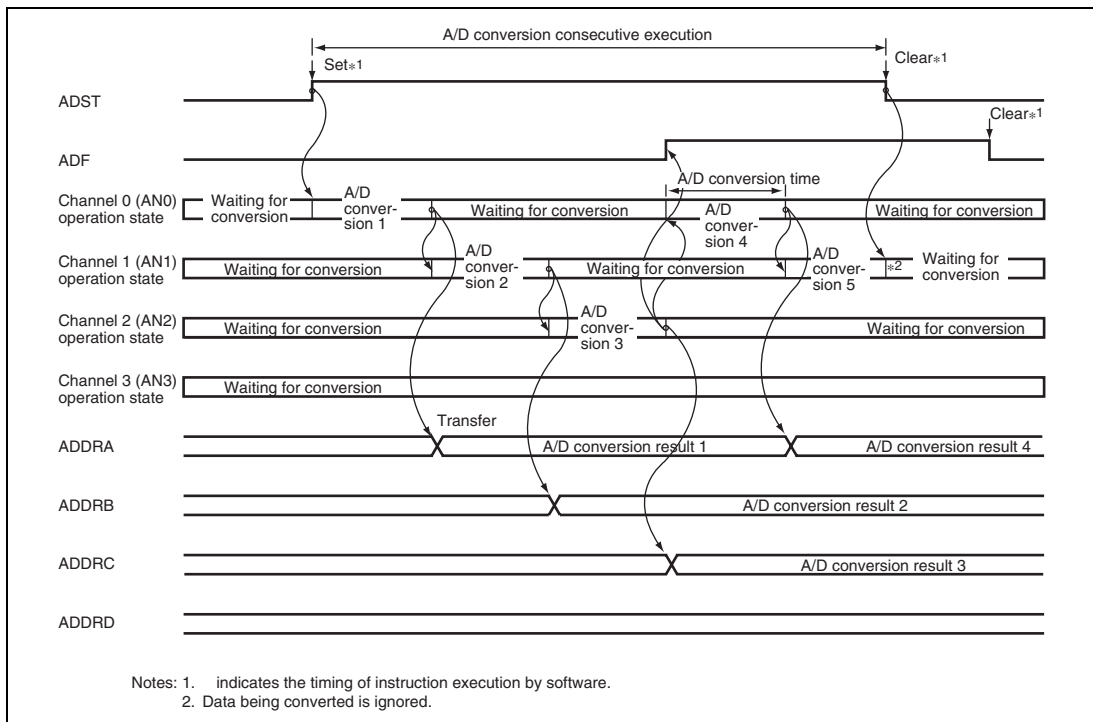 A/D conversion consecutive execution
Set*1
Clear*1
ADST
Clear*1
ADF
A/D conversion time
Channel 0 (AN0)
operation state
Waiting for
conversion
A/D
conver-
sion 1
Waiting for conversion
A/D
conver-
sion 4
Waiting for conversion
Channel 1 (AN1)
operation state
Waiting for conversion
A/D
conver-
sion 2
Waiting for conversion
A/D
conver-
sion 5
*2
Waiting for
conversion
Channel 2 (AN2)
operation state
Waiting for conversion
A/D
conver-
sion 3
Waiting for conversion
Channel 3 (AN3)
operation state
Waiting for conversion
Transfer
ADDRA
A/D conversion result 1
A/D conversion result 4
ADDRB
A/D conversion result 2
ADDRC
A/D conversion result 3
ADDRD
Notes: 1. indicates the timing of instruction execution by software.
2. Data being converted is ignored.